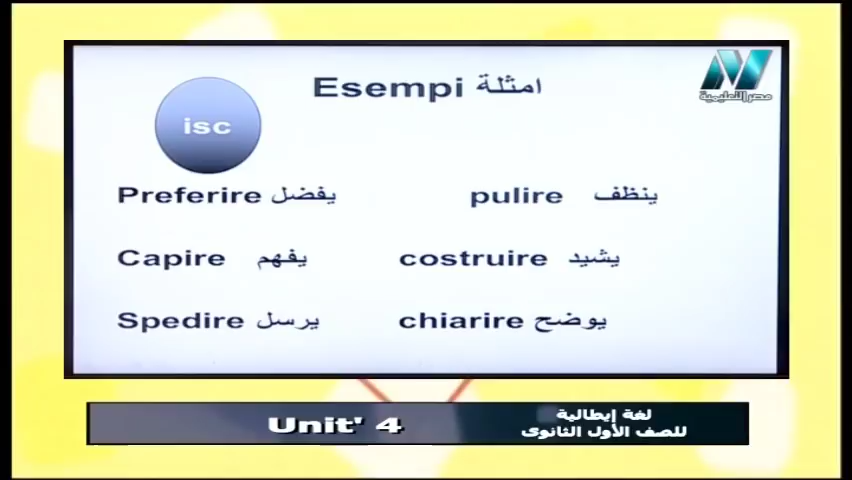 Esempi امثلة
isc
مصر التعليمية
Preferire يفضل
pulire ينظف
Capire يفهم
costruire يشيد
Spedire يرسل
chiarire يوضح
Unit' 4
لغة إيطالية
للصف الأول الثانوى